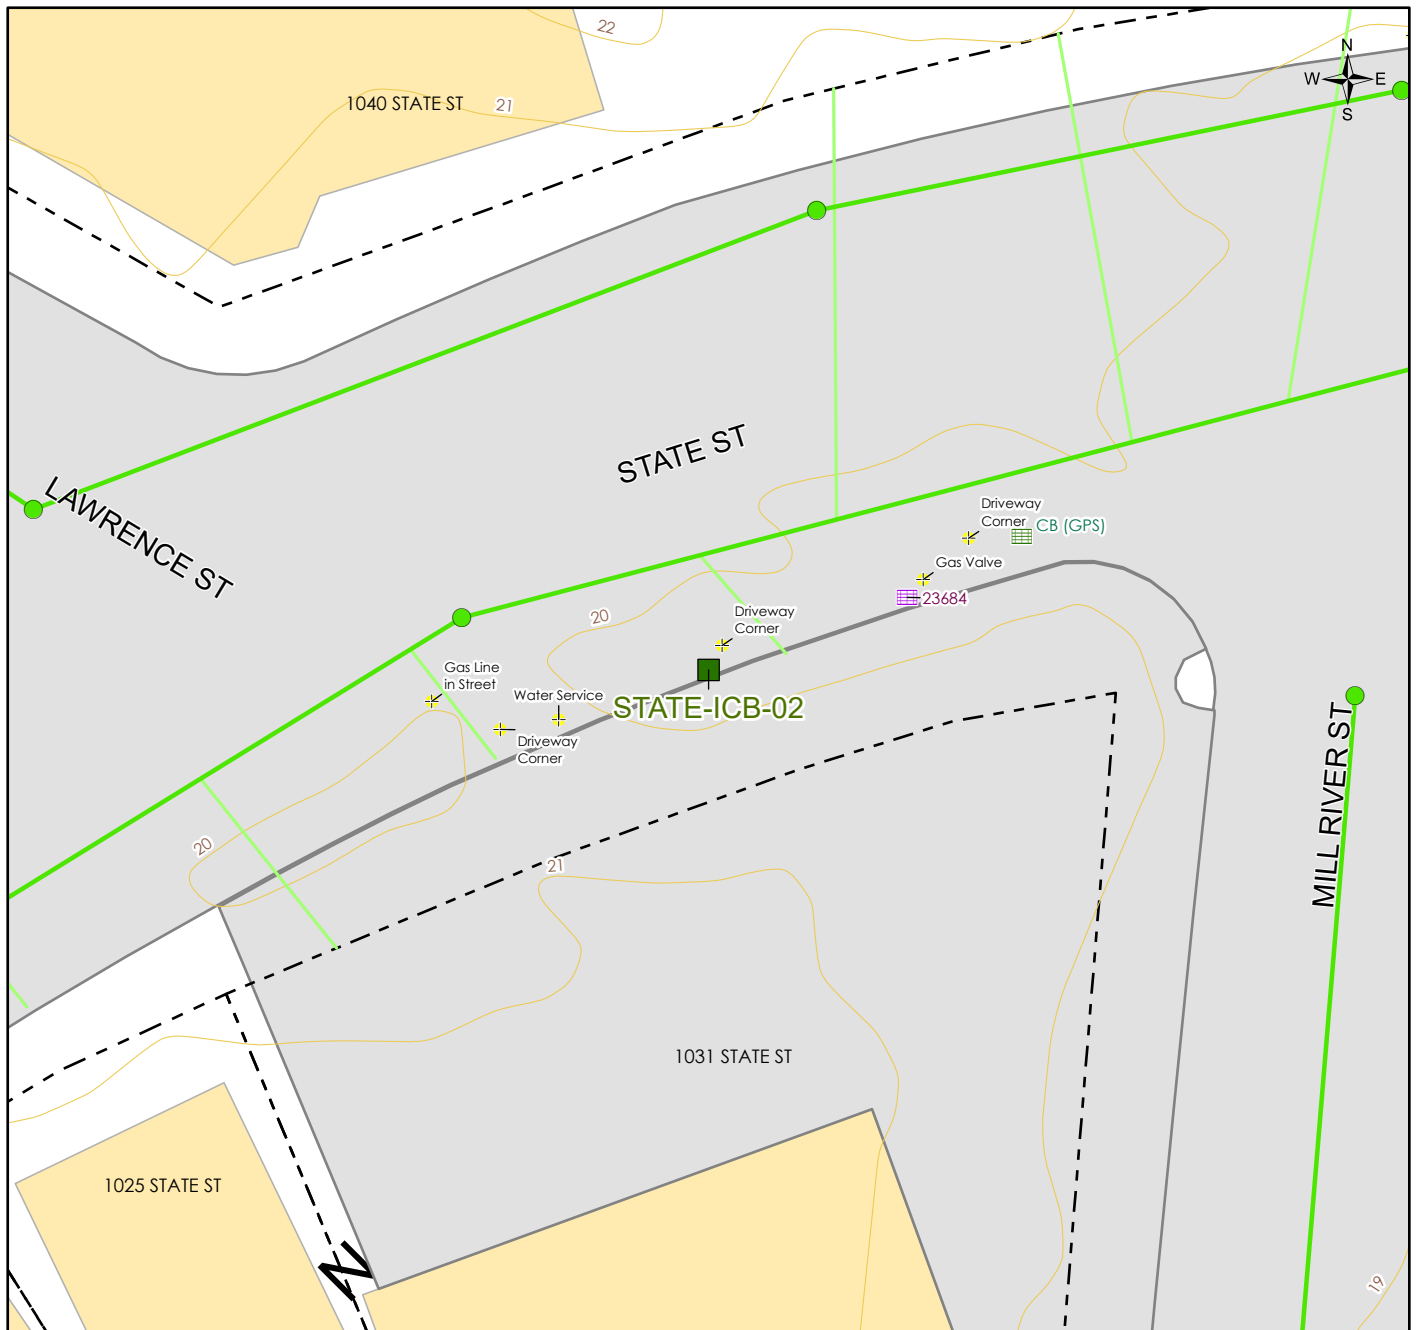 22
N
W E
S
1040 STATE ST
21
STATE ST
LAWRENCE ST
Driveway
Corner
CB (GPS)
Gas Valve
23684
20
Driveway
Corner
Gas Line
in Street
Water Service
STATE-ICB-02
Driveway
Corner
MILL RIVER ST
20
21
1031 STATE ST
1025 STATE ST
Z
19